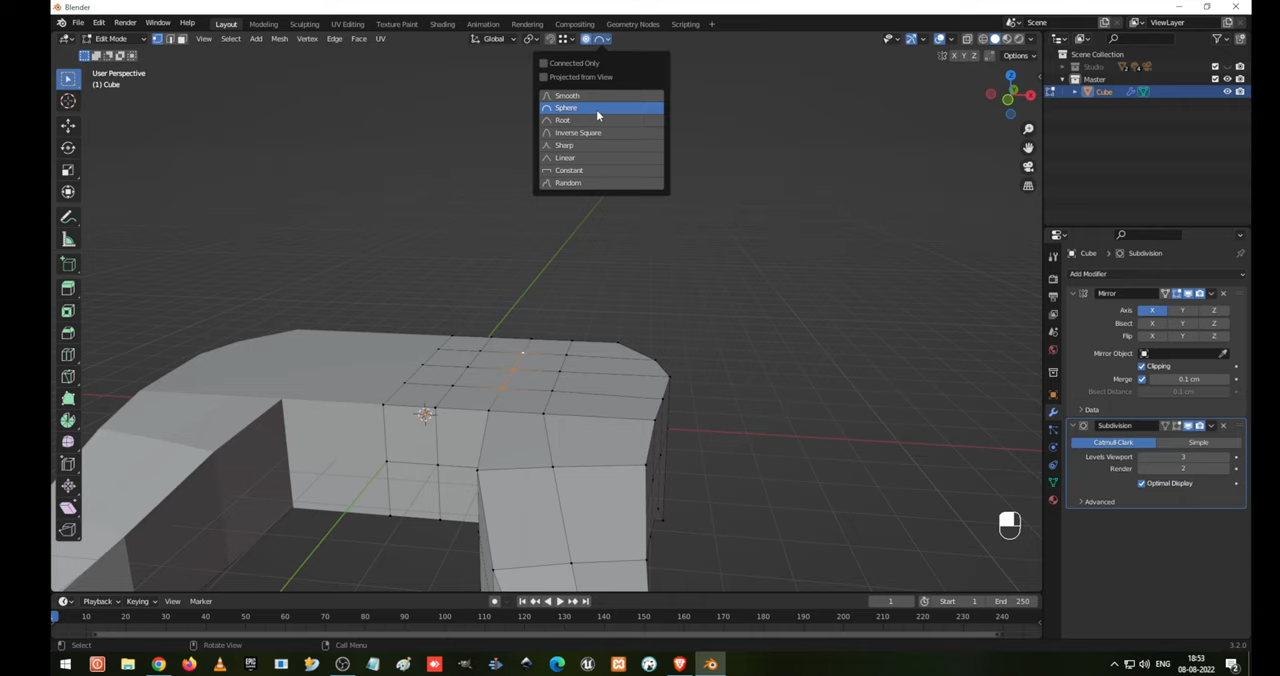 Blender
File Edit Render Window Help Layout Modeling Sculpting UV Editing Texture Paint Shading Animation Rendering Compositing Geometry Nodes Scripting + Scene ViewLayer
Edit Mode View Select Add Mesh Vertex Edge Face UV Global
X Y Z Options
User Perspective
(1) Cube
Connected Only
Projected from View
Smooth
Sphere
Root
Inverse Square
Sharp
Linear
Constant
Random
Z
Y
X
Scene Collection
Studio
Master
Cube
Cube Subdivision
Add Modifier
Mirror
Axis X Y Z
Bisect X Y Z
Flip X Y Z
Mirror Object
Clipping
Merge 0.1 cm
Bisect Distance 0.1 cm
Data
Subdivision
Catmull-Clark Simple
Levels Viewport 3
Render 2
Optimal Display
Advanced
Playback Keying View Marker 1 Start 1 End 250
10 20 30 40 50 60 70 80 90 100 110 120 130 140 150 160 170 180 190 200 210 220 230 240
Select Rotate View Call Menu 3.2.0
ENG 18:53
08-08-2022
2